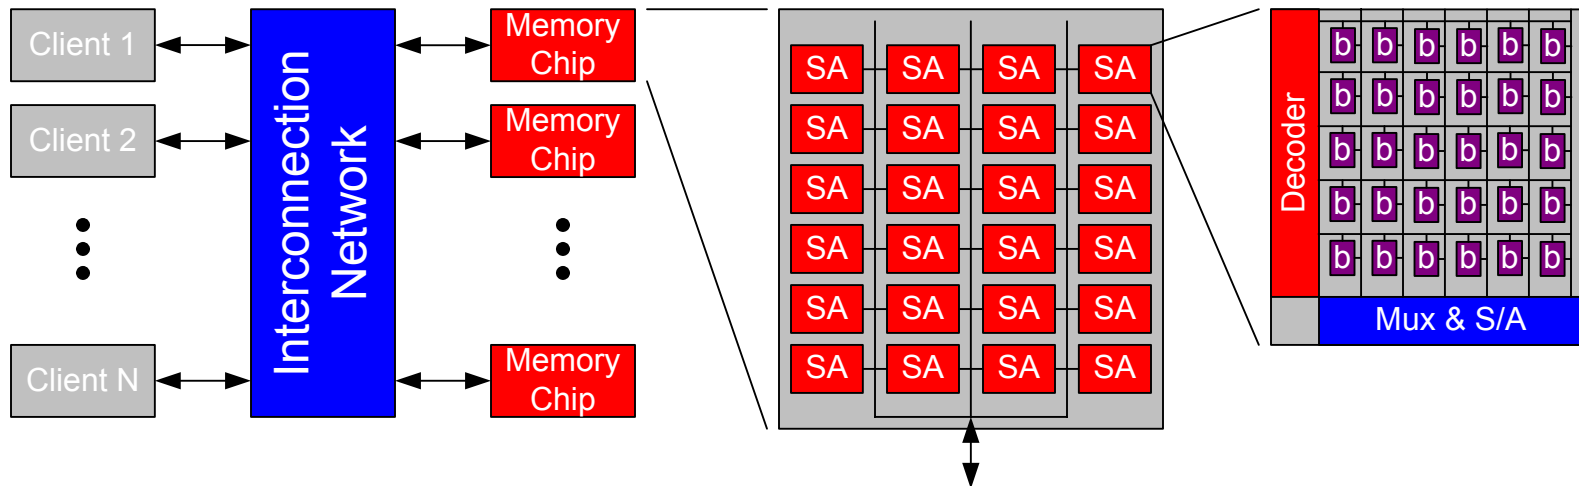 Client 1
Client 2
Client N
Interconnection
Network
Memory
Chip
Memory
Chip
Memory
Chip
SA SA SA SA
SA SA SA SA
SA SA SA SA
SA SA SA SA
SA SA SA SA
SA SA SA SA
Decoder
b b b b b b
b b b b b b
b b b b b b
b b b b b b
b b b b b b
Mux & S/A